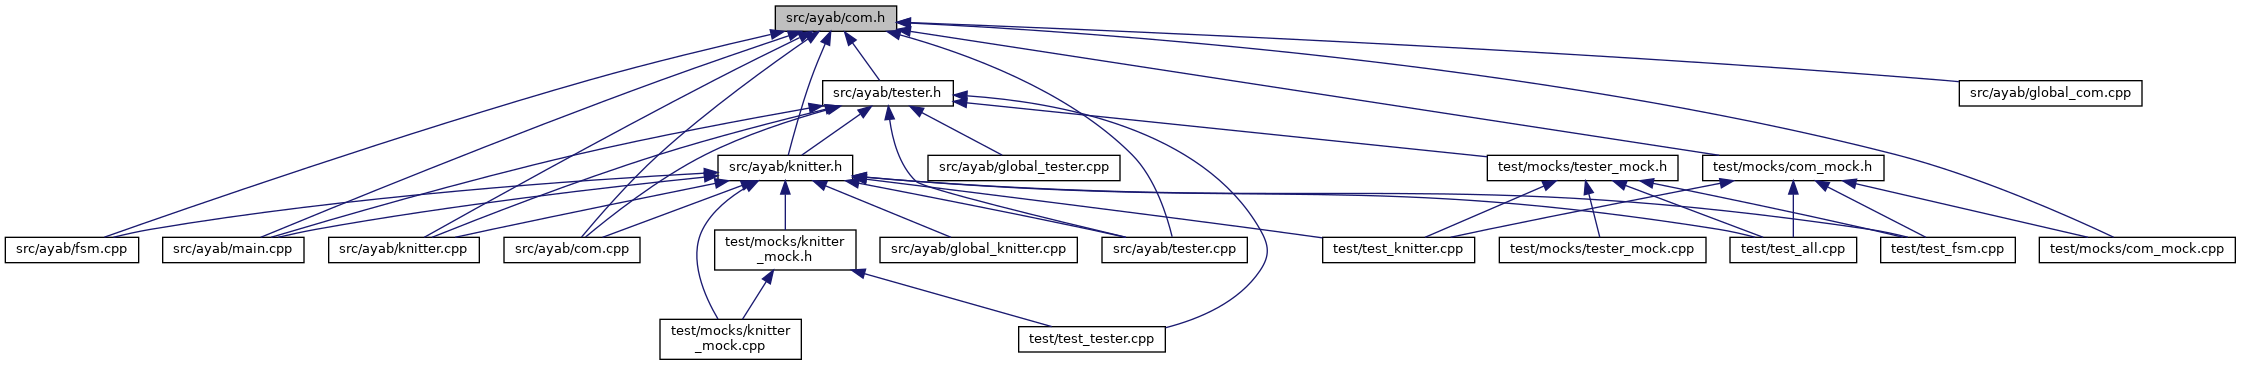 src/ayab/com.h
src/ayab/tester.h
src/ayab/global_com.cpp
src/ayab/knitter.h
src/ayab/global_tester.cpp
test/mocks/tester_mock.h
test/mocks/com_mock.h
src/ayab/fsm.cpp
src/ayab/main.cpp
src/ayab/knitter.cpp
src/ayab/com.cpp
test/mocks/knitter
_mock.h
src/ayab/global_knitter.cpp
src/ayab/tester.cpp
test/test_knitter.cpp
test/mocks/tester_mock.cpp
test/test_all.cpp
test/test_fsm.cpp
test/mocks/com_mock.cpp
test/mocks/knitter
_mock.cpp
test/test_tester.cpp